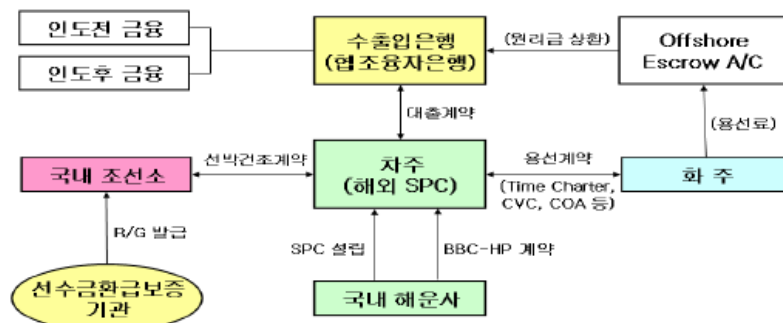 인도전 금융
인도후 금융
수출입은행
(협조융자은행)
(원리금 상환)
Offshore
Escrow A/C
대출계약
(용선료)
국내 조선소
선박건조계약
차주
(해외 SPC)
용선계약
(Time Charter,
CVC, COA 등)
화 주
R/G 발급
SPC 설립
BBC-HP 계약
선수금환급보증
기관
국내 해운사